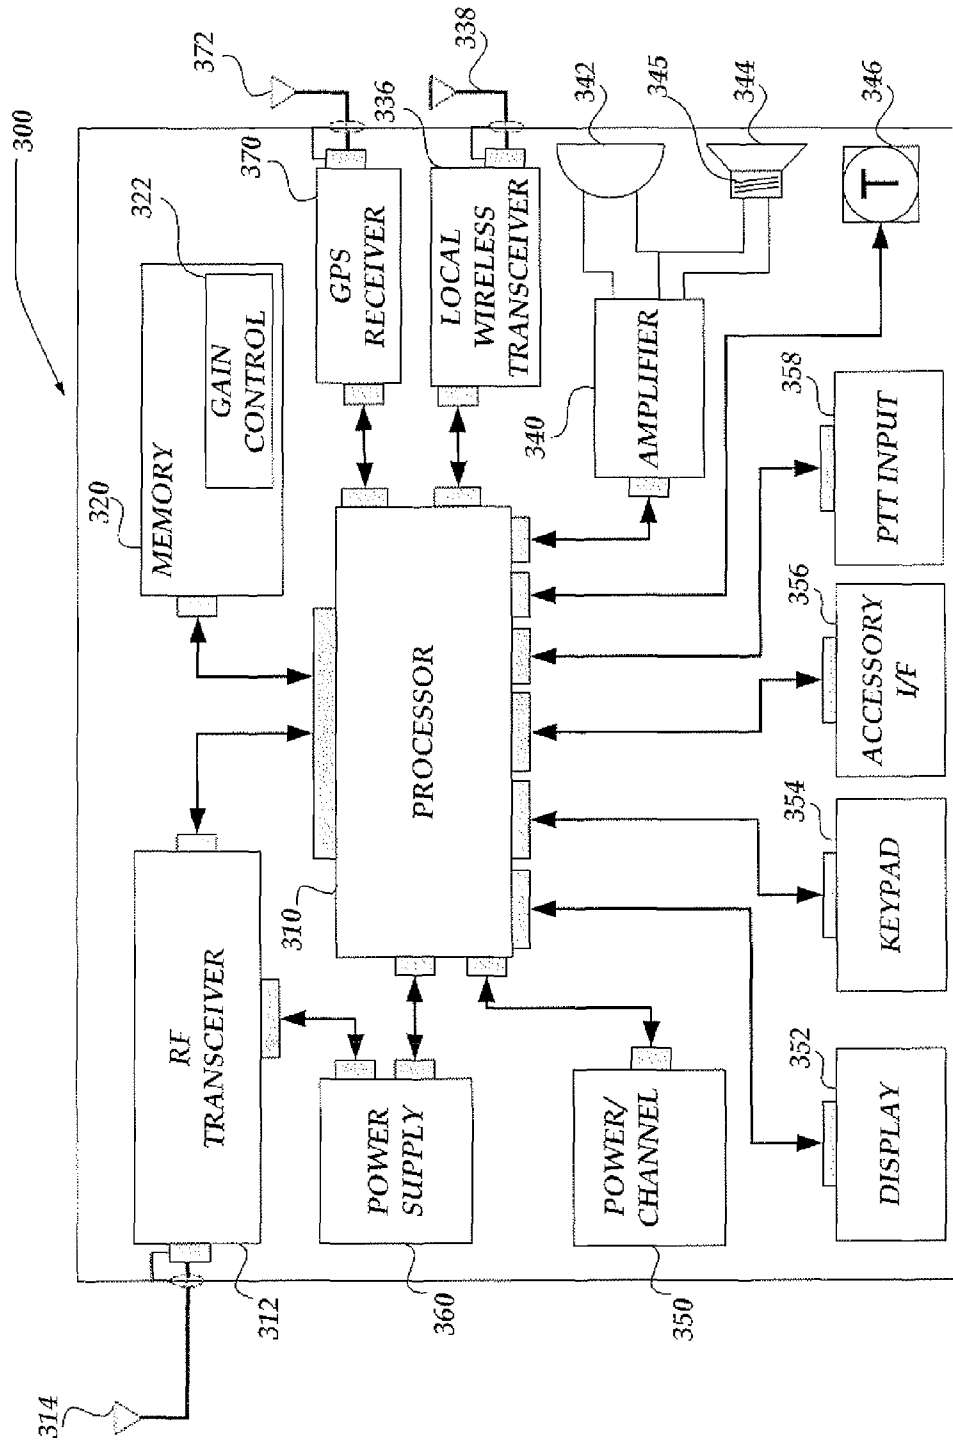 300
314
312
RF
TRANSCEIVER
320
MEMORY
322
GAIN
CONTROL
372
370
GPS
RECEIVER
336
338
LOCAL
WIRELESS
TRANSCEIVER
310
PROCESSOR
360
POWER
SUPPLY
350
POWER/
CHANNEL
340
AMPLIFIER
342
345
344
346
T
352
DISPLAY
354
KEYPAD
356
ACCESSORY
I/F
358
PTT INPUT